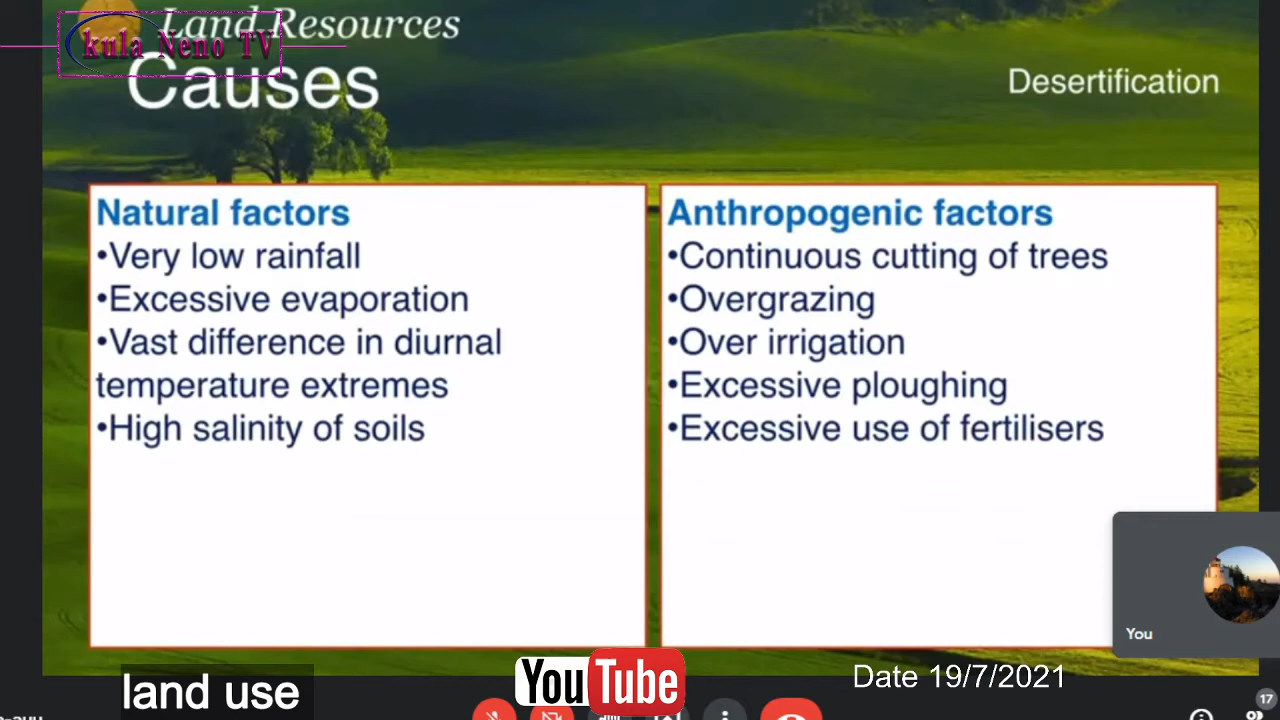 Land Resources
kula Neno TV
Causes
Desertification
Natural factors
•Very low rainfall
•Excessive evaporation
•Vast difference in diurnal
temperature extremes
•High salinity of soils
Anthropogenic factors
•Continuous cutting of trees
•Overgrazing
•Over irrigation
•Excessive ploughing
•Excessive use of fertilisers
You
land use
YouTube
Date 19/7/2021
17